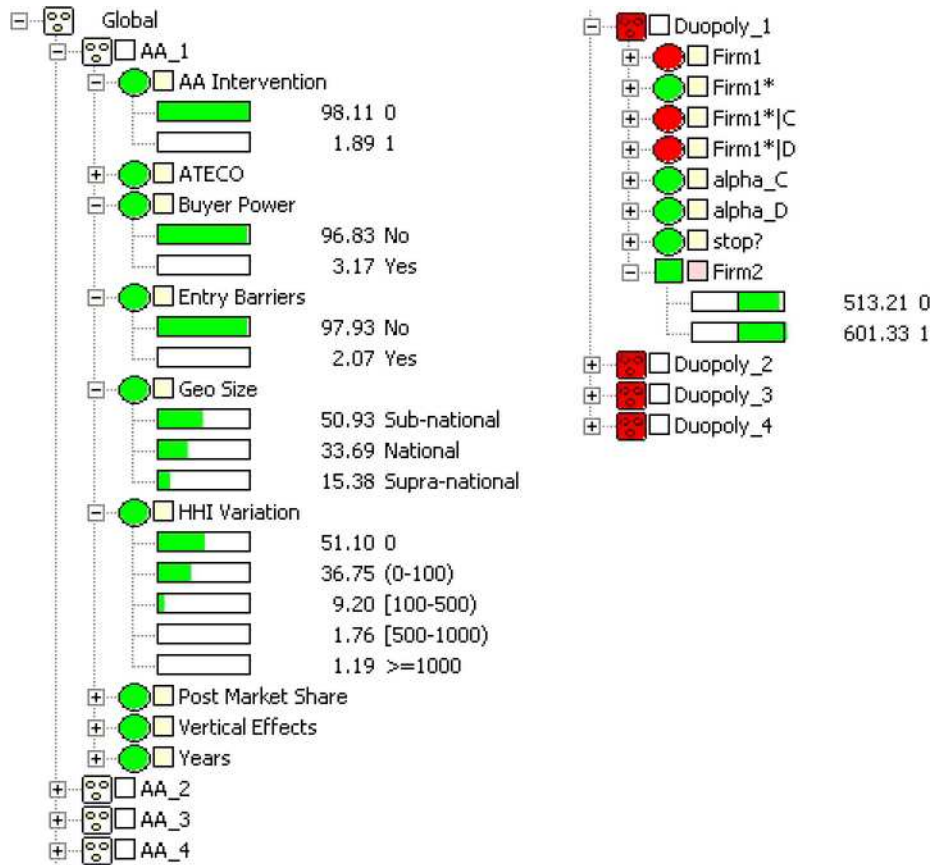 Global
AA_1
AA Intervention
98.11 0
1.89 1
ATECO
Buyer Power
96.83 No
3.17 Yes
Entry Barriers
97.93 No
2.07 Yes
Geo Size
50.93 Sub-national
33.69 National
15.38 Supra-national
HHI Variation
51.10 0
36.75 (0-100)
9.20 [100-500)
1.76 [500-1000)
1.19 >=1000
Post Market Share
Vertical Effects
Years
AA_2
AA_3
AA_4
Duopoly_1
Firm1
Firm1*
Firm1*|C
Firm1*|D
alpha_C
alpha_D
stop?
Firm2
513.21 0
601.33 1
Duopoly_2
Duopoly_3
Duopoly_4